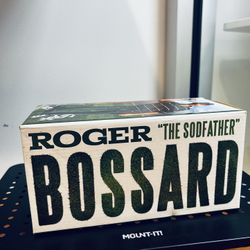 ROGER "THE SODFATHER"
BOSSARD
MOUNT-IT!